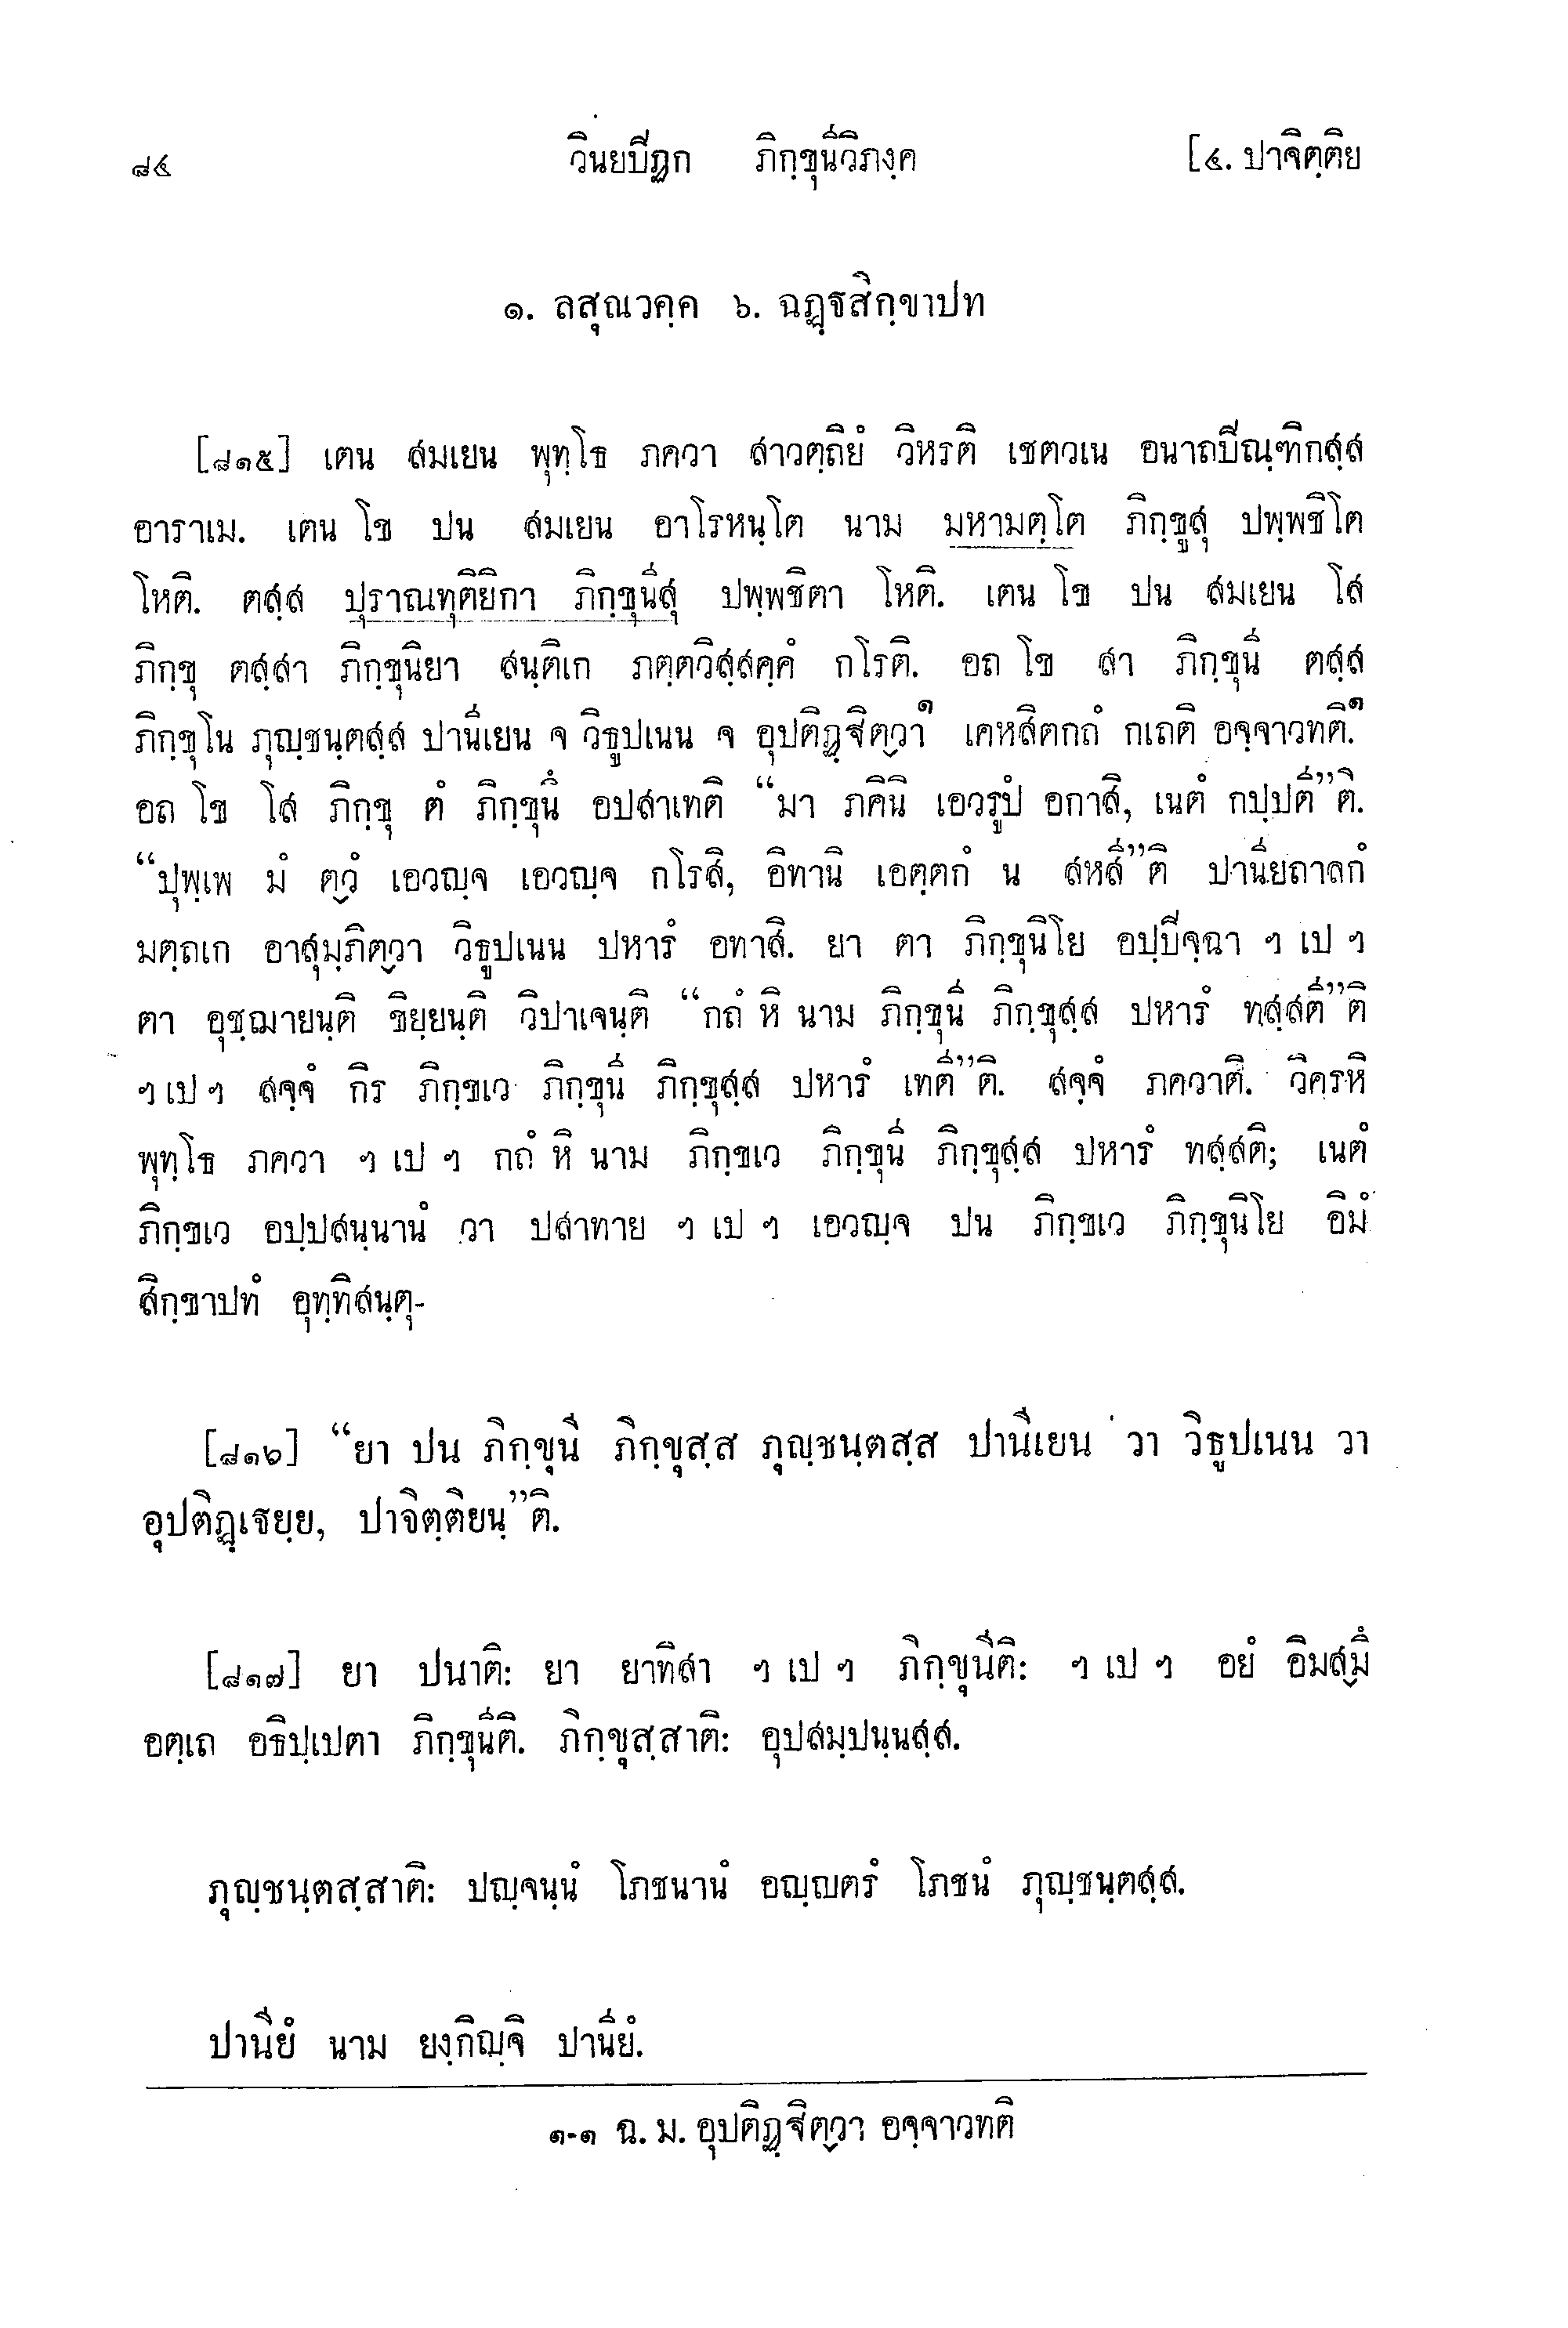 ๘๔ วินยปิฏก ภิกฺขุนีวิภงฺค [๔. ปาจิตฺติย
๑. ลสุณวคฺค ๖. ฉฏฺฐสิกฺขาปท
[๘๑๕] เตน สมเยน พุทฺโธ ภควา สาวตฺถิยํ วิหรติ เชตวเน อนาถปิณฺฑิกสฺส
อาราเม. เตน โข ปน สมเยน อาโรหนฺโต นาม มหามตฺโต ภิกฺขูสุ ปพฺพชิโต
โหติ. ตสฺส ปุราณทุติยิกา ภิกฺขุนีสุ ปพฺพชิตา โหติ. เตน โข ปน สมเยน โส
ภิกฺขุ ตสฺสา ภิกฺขุนิยา สนฺติเก ภตฺตวิสฺสคฺคํ กโรติ. อถ โข สา ภิกฺขุนี ตสฺส
ภิกฺขุโน ภุญฺชนฺตสฺส ปานีเยน จ วิธูปเนน จ อุปติฏฺฐิตฺวา๑ เคหสิตกถํ กเถติ อจฺจาวทติ.๑
อถ โข โส ภิกฺขุ ตํ ภิกฺขุนึ อปสาเทติ “มา ภคินิ เอวรูปํ อกาสิ, เนตํ กปฺปตี”ติ.
“ปุพฺเพ มํ ตฺวํ เอวญฺจ เอวญฺจ กโรสิ, อิทานิ เอตฺตกํ น สหสี”ติ ปานียถาลกํ
มตฺถเก อาสุมฺภิตฺวา วิธูปเนน ปหารํ อทาสิ. ยา ตา ภิกฺขุนิโย อปฺปิจฺฉา ฯ เป ฯ
ตา อุชฺฌายนฺติ ขิยฺยนฺติ วิปาเจนฺติ “กถํ หิ นาม ภิกฺขุนี ภิกฺขุสฺส ปหารํ ทสฺสตี”ติ
ฯ เป ฯ สจฺจํ กิร ภิกฺขเว ภิกฺขุนี ภิกฺขุสฺส ปหารํ เทตี”ติ. สจฺจํ ภควาติ. วิครหิ
พุทฺโธ ภควา ฯ เป ฯ กถํ หิ นาม ภิกฺขเว ภิกฺขุนี ภิกฺขุสฺส ปหารํ ทสฺสติ; เนตํ
ภิกฺขเว อปฺปสนฺนานํ วา ปสาทาย ฯ เป ฯ เอวญฺจ ปน ภิกฺขเว ภิกฺขุนิโย อิมํ
สิกฺขาปทํ อุทฺทิสนฺตุ-
[๘๑๖] “ยา ปน ภิกฺขุนี ภิกฺขุสฺส ภุญฺชนฺตสฺส ปานีเยน วา วิธูปเนน วา
อุปติฏฺเฐยฺย, ปาจิตฺติยนฺ”ติ.
[๘๑๗] ยา ปนาติ: ยา ยาทิสา ฯ เป ฯ ภิกฺขุนีติ: ฯ เป ฯ อยํ อิมสฺมึ
อตฺเถ อธิปฺเปตา ภิกฺขุนีติ. ภิกฺขุสฺสาติ: อุปสมฺปนฺนสฺส.
ภุญฺชนฺตสฺสาติ: ปญฺจนฺนํ โภชนานํ อญฺญตรํ โภชนํ ภุญฺชนฺตสฺส.
ปานียํ นาม ยงฺกิญฺจิ ปานียํ.
๑-๑ ฉ. ม. อุปติฏฺฐิตฺวา อจฺจาวทติ